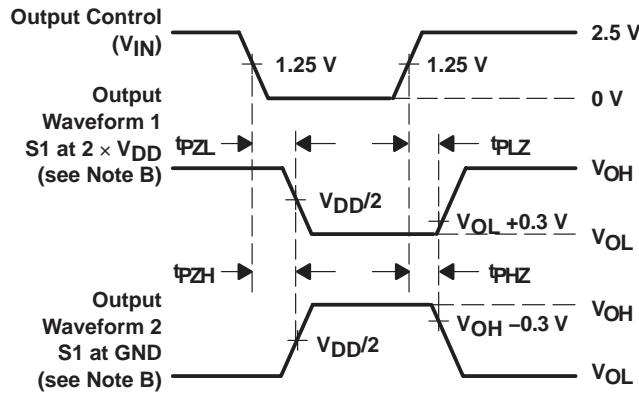 Output Control
(VIN)
2.5 V
1.25 V
1.25 V
0 V
Output
Waveform 1
S1 at 2 × VDD
(see Note B)
tPZL
tPLZ
VOH
VDD/2
VOL +0.3 V
VOL
tPZH
tPHZ
Output
Waveform 2
S1 at GND
(see Note B)
VOH
VOH –0.3 V
VDD/2
VOL